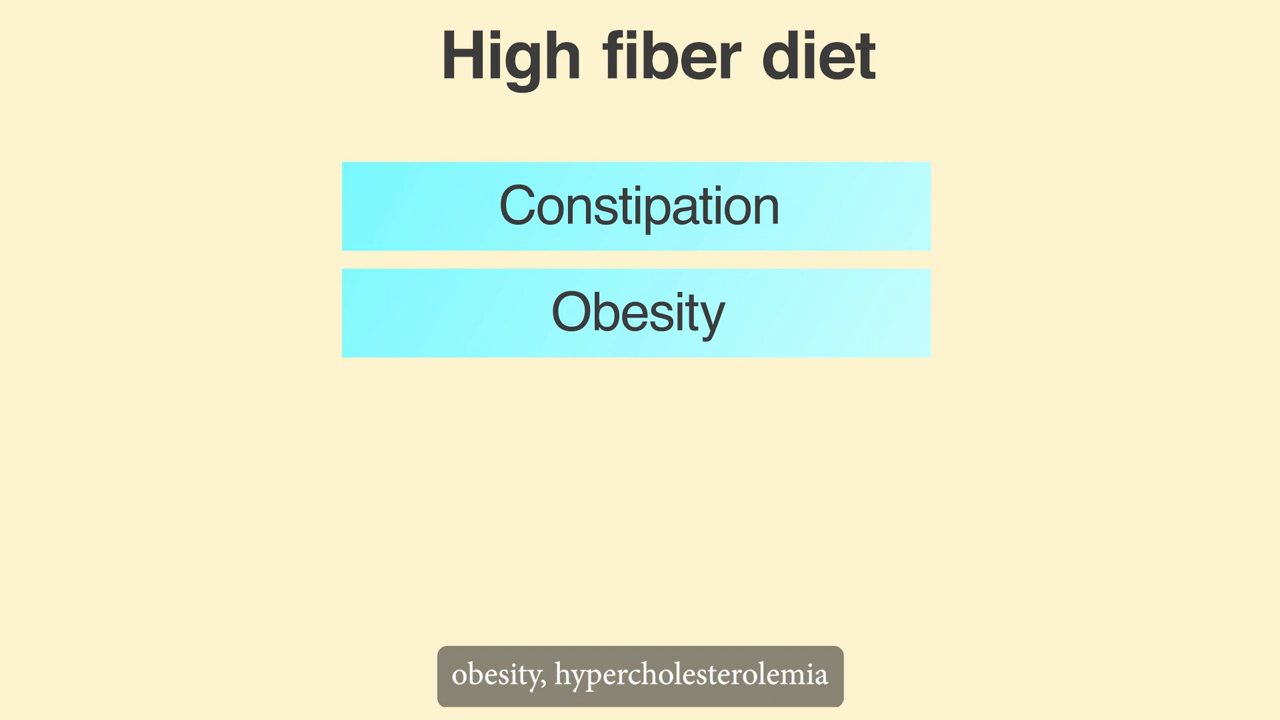 High fiber diet
Constipation
Obesity
obesity, hypercholesterolemia